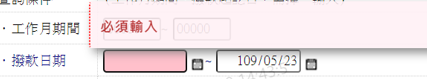 必須輸入
・工作月期間 ~ 00000
・撥款日期 ~ 109/05/23